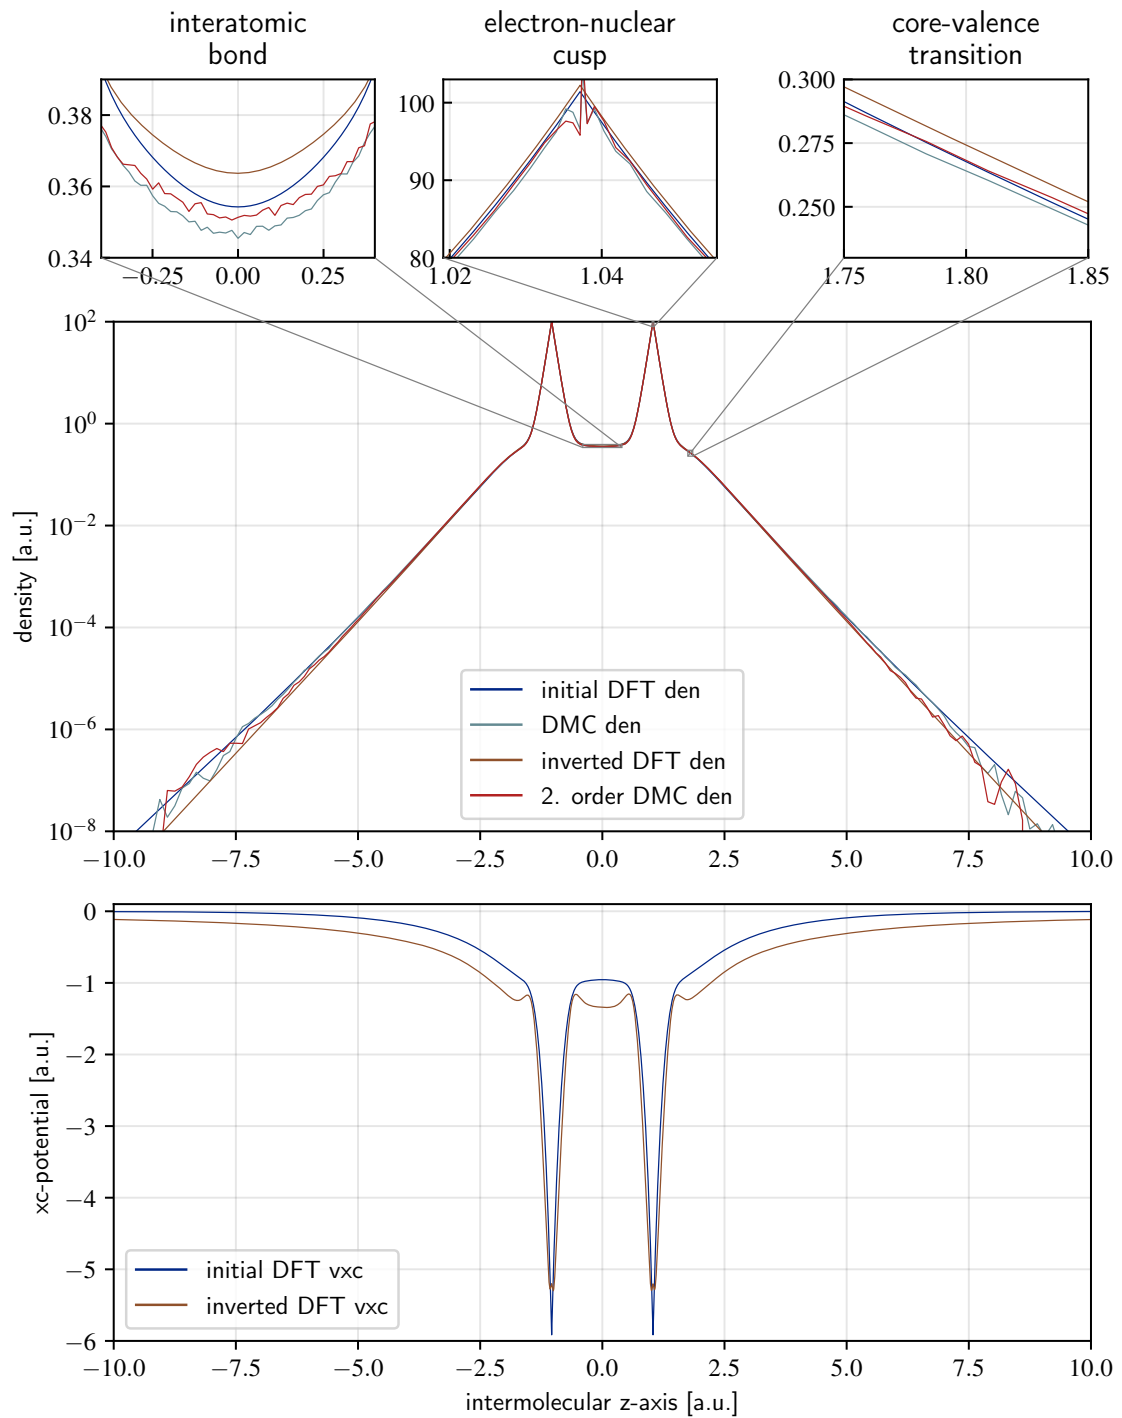 interatomic
bond
electron-nuclear
cusp
core-valence
transition
0.38
0.36
0.34
−0.25 0.00 0.25
100
90
80
1.02 1.04
0.300
0.275
0.250
1.75 1.80 1.85
10²
10⁰
10⁻²
10⁻⁴
10⁻⁶
10⁻⁸
density [a.u.]
initial DFT den
DMC den
inverted DFT den
2. order DMC den
−10.0 −7.5 −5.0 −2.5 0.0 2.5 5.0 7.5 10.0
0
−1
−2
−3
−4
−5
−6
xc-potential [a.u.]
initial DFT vxc
inverted DFT vxc
−10.0 −7.5 −5.0 −2.5 0.0 2.5 5.0 7.5 10.0
intermolecular z-axis [a.u.]